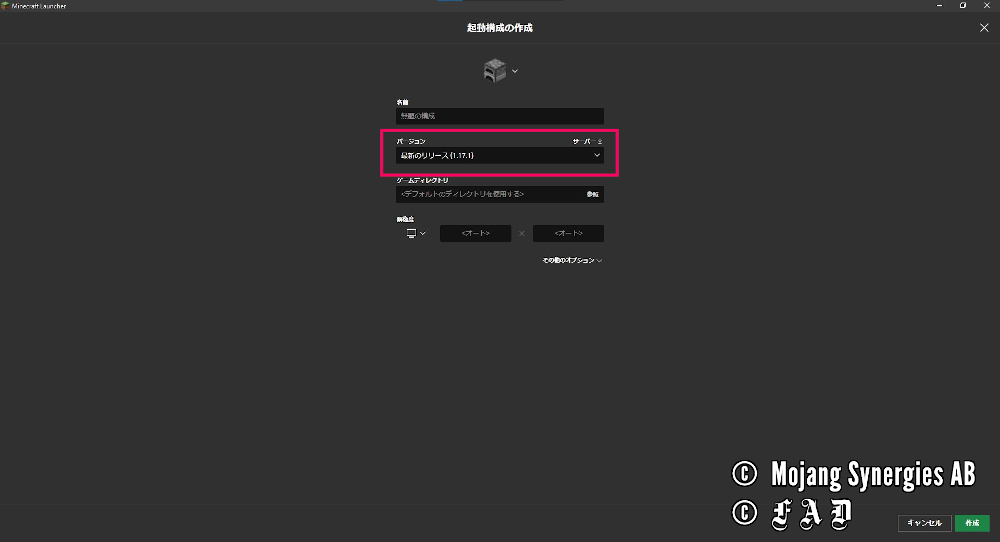 Minecraft Launcher
起動構成の作成
名前
無題の構成
バージョン サーバー
最新のリリース (1.17.1)
ゲームディレクトリ
<デフォルトのディレクトリを使用する> 参照
解像度
<オート> × <オート>
その他のオプション
© Mojang Synergies AB
© F A D
キャンセル 作成